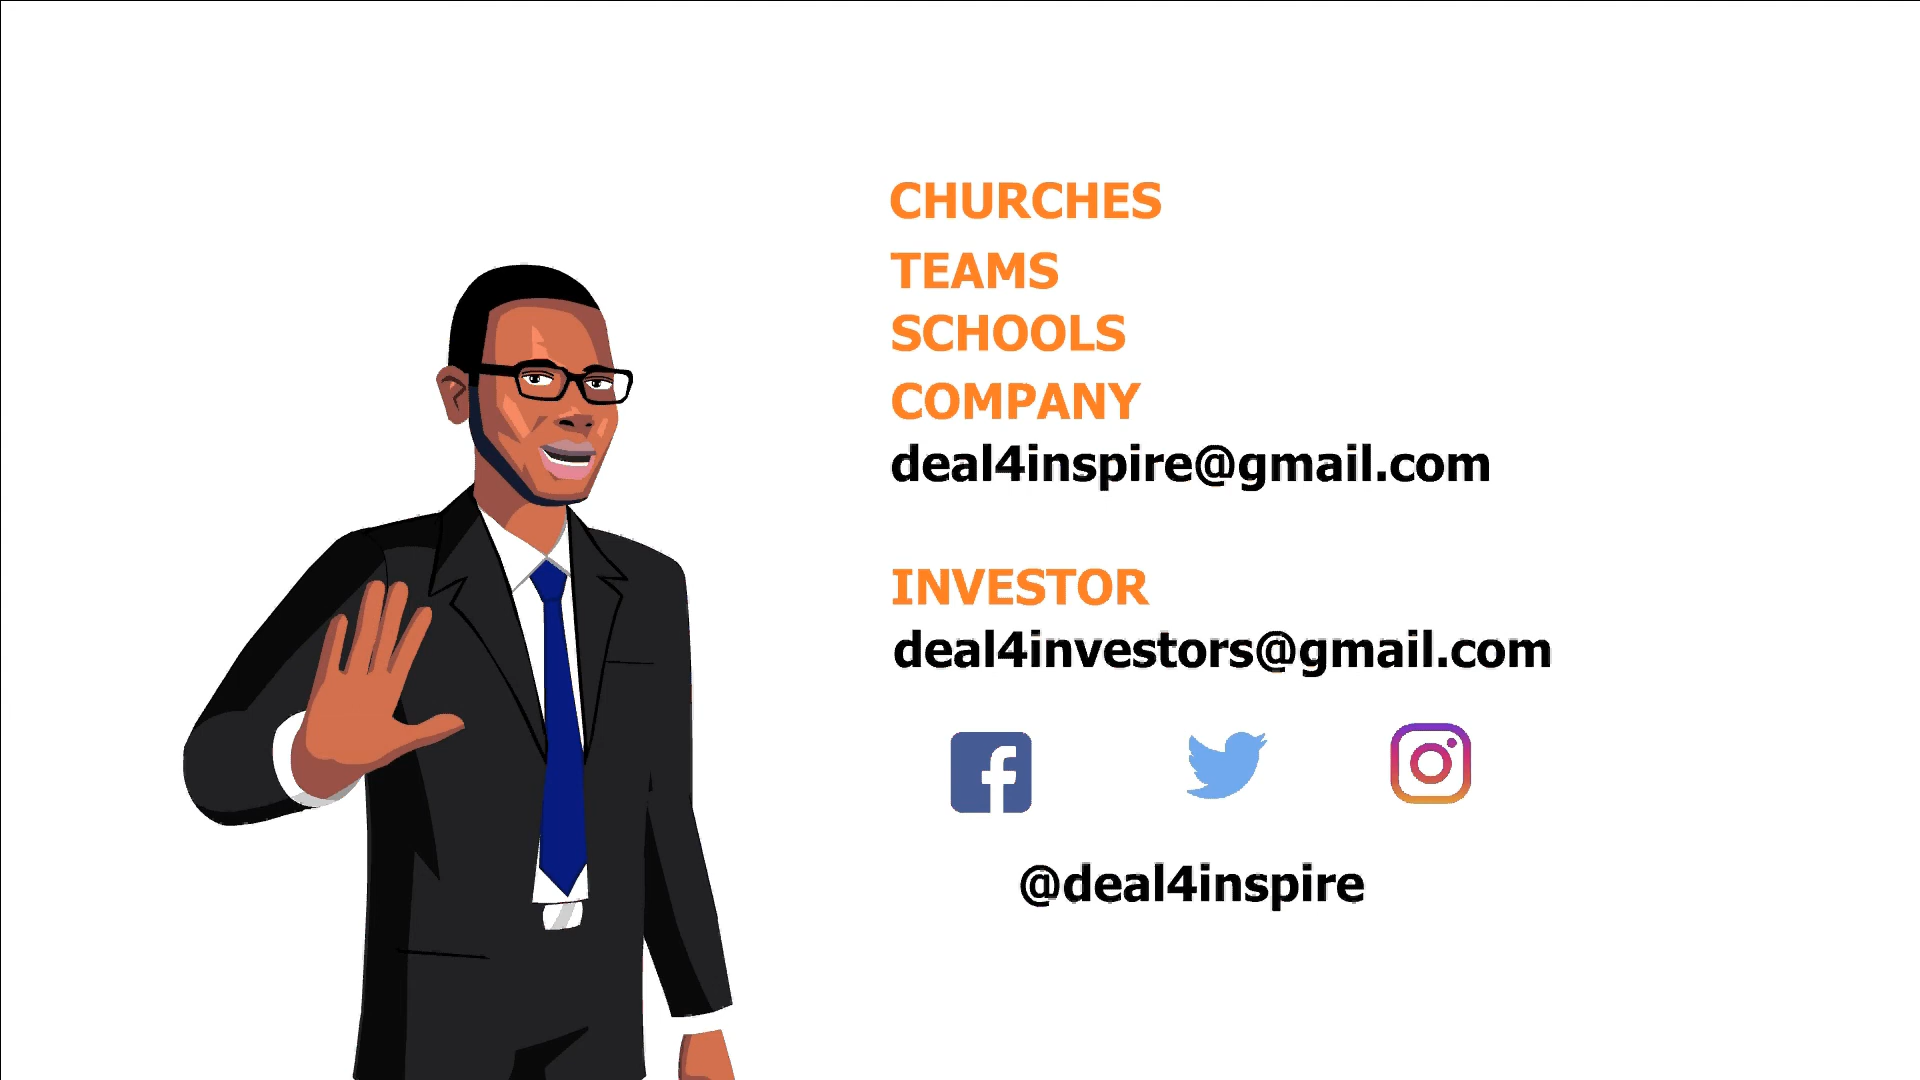 CHURCHES
TEAMS
SCHOOLS
COMPANY
deal4inspire@gmail.com
INVESTOR
deal4investors@gmail.com
@deal4inspire